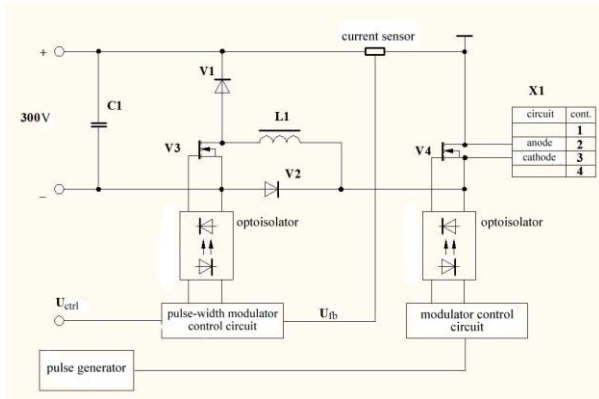 current sensor
+
V1
X1
circuit cont.
1
anode 2
cathode 3
4
C1
300V
L1
V3
V4
V2
–
optoisolator
optoisolator
Uctrl
pulse-width modulator
control circuit
Ufb
modulator control
circuit
pulse generator